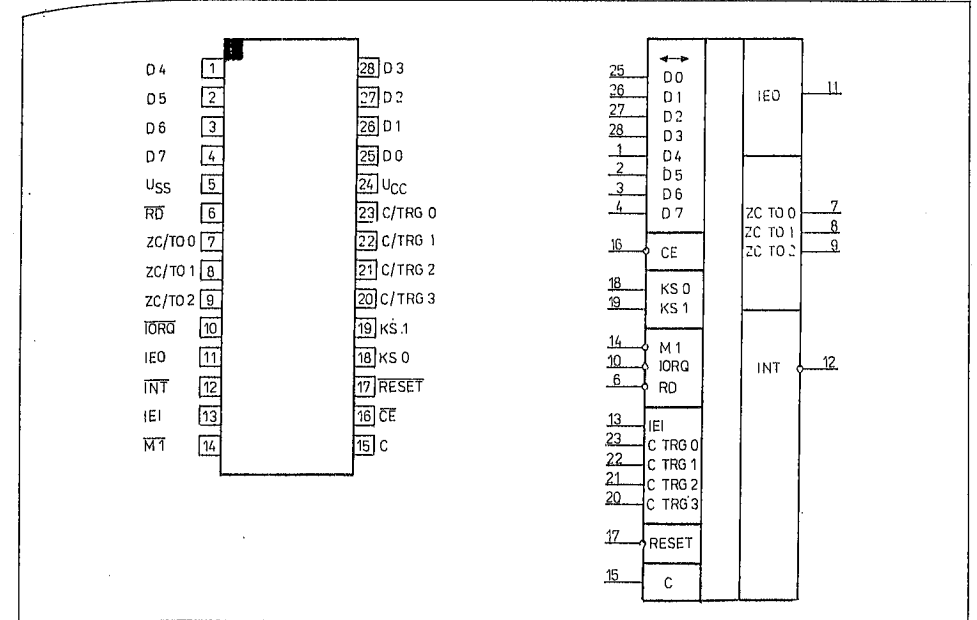 D4 1 28 D3
D5 2 27 D2
D6 3 26 D1
D7 4 25 D0
USS 5 24 UCC
R̅D̅ 6 23 C/TRG 0
ZC/TO 0 7 22 C/TRG 1
ZC/TO 1 8 21 C/TRG 2
ZC/TO 2 9 20 C/TRG 3
I̅O̅R̅Q̅ 10 19 KS 1
IEO 11 18 KS 0
I̅N̅T̅ 12 17 R̅E̅S̅E̅T̅
IEI 13 16 C̅E̅
M̅1̅ 14 15 C
25 D0
26 D1
27 D2
28 D3
1 D4
2 D5
3 D6
4 D7
16 CE
18 KS 0
19 KS 1
14 M1
10 IORQ
6 RD
13 IEI
23 C TRG 0
22 C TRG 1
21 C TRG 2
20 C TRG 3
17 RESET
15 C
IEO 11
ZC TO 0 7
ZC TO 1 8
ZC TO 2 9
INT 12